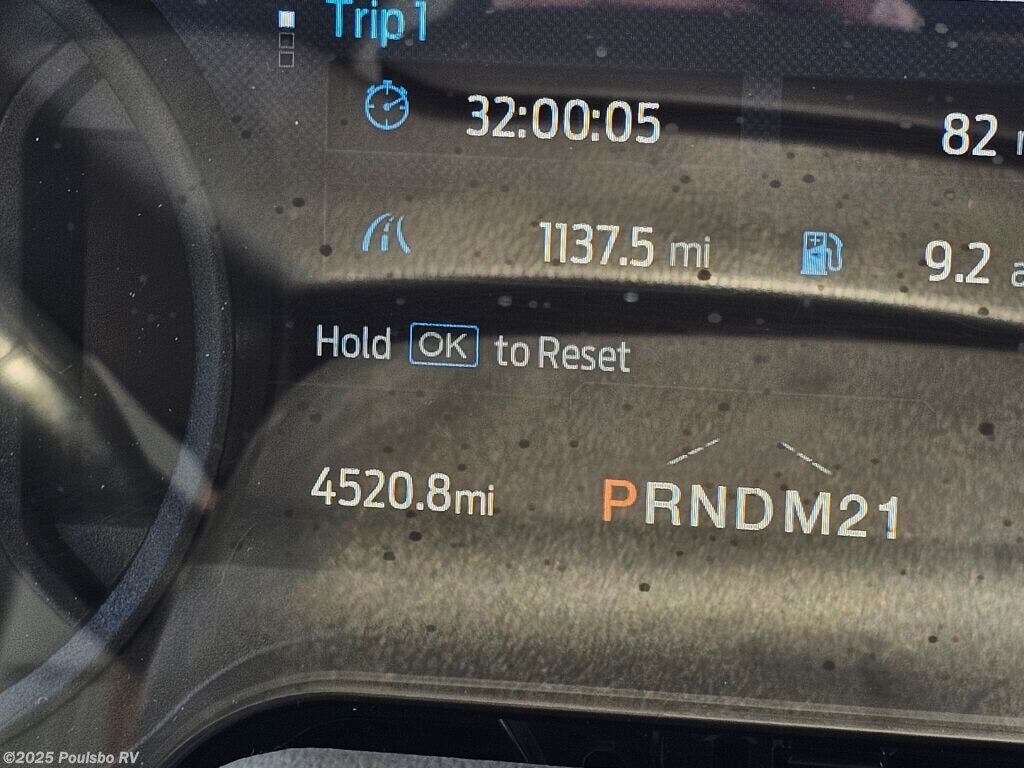 Trip 1
32:00:05 82
1137.5 mi 9.2
Hold OK to Reset
4520.8mi PRNDM21
©2025 Poulsbo RV